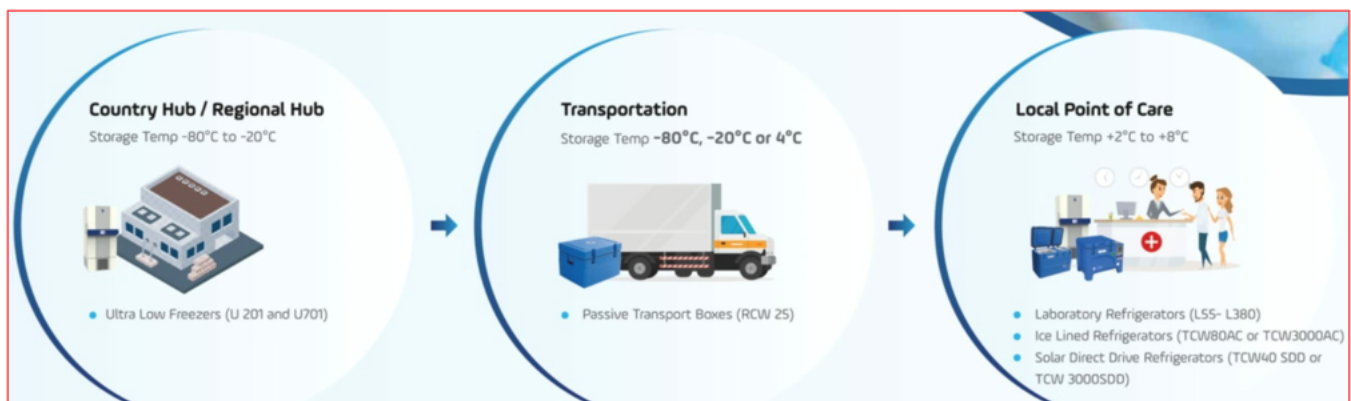 Country Hub / Regional Hub
Storage Temp -80°C to -20°C
Ultra Low Freezers (U 201 and U701)
Transportation
Storage Temp -80°C, -20°C or 4°C
Passive Transport Boxes (RCW 25)
Local Point of Care
Storage Temp +2°C to +8°C
Laboratory Refrigerators (L55- L380)
Ice Lined Refrigerators (TCW80AC or TCW3000AC)
Solar Direct Drive Refrigerators (TCW40 SDD or
TCW 3000SDD)